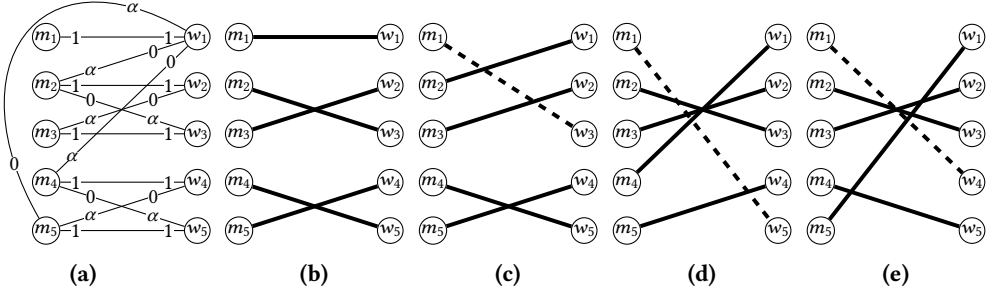 α
m1 1 1 w1 m1 w1 m1 w1 m1 w1 m1 w1
0 0
α
m2 1 1 w2 m2 w2 m2 w2 m2 w2 m2 w2
0 0
α α
m3 1 1 w3 m3 w3 m3 w3 m3 w3 m3 w3
α
0
m4 1 1 w4 m4 w4 m4 w4 m4 w4 m4 w4
0 0
α α
m5 1 1 w5 m5 w5 m5 w5 m5 w5 m5 w5
(a) (b) (c) (d) (e)